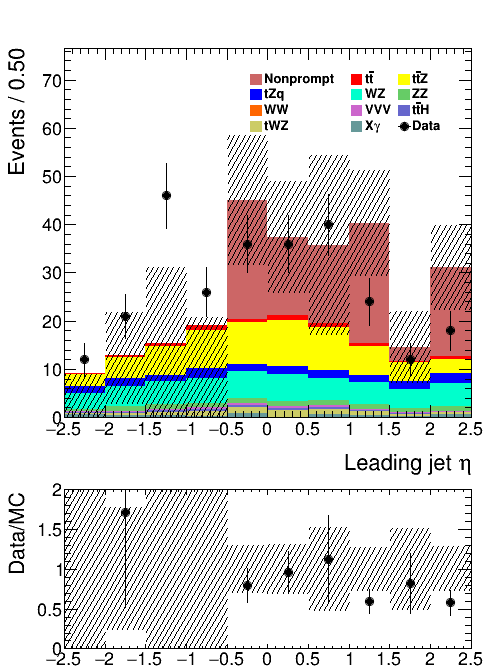 Events / 0.50
70
60
50
40
30
20
10
0
Nonprompt tt̄ tt̄Z
tZq WZ ZZ
WW VVV tt̄H
tWZ Xγ Data
−2.5 −2 −1.5 −1 −0.5 0 0.5 1 1.5 2 2.5
Leading jet η
Data/MC
2
1.5
1
0.5
0
−2.5 −2 −1.5 −1 −0.5 0 0.5 1 1.5 2 2.5